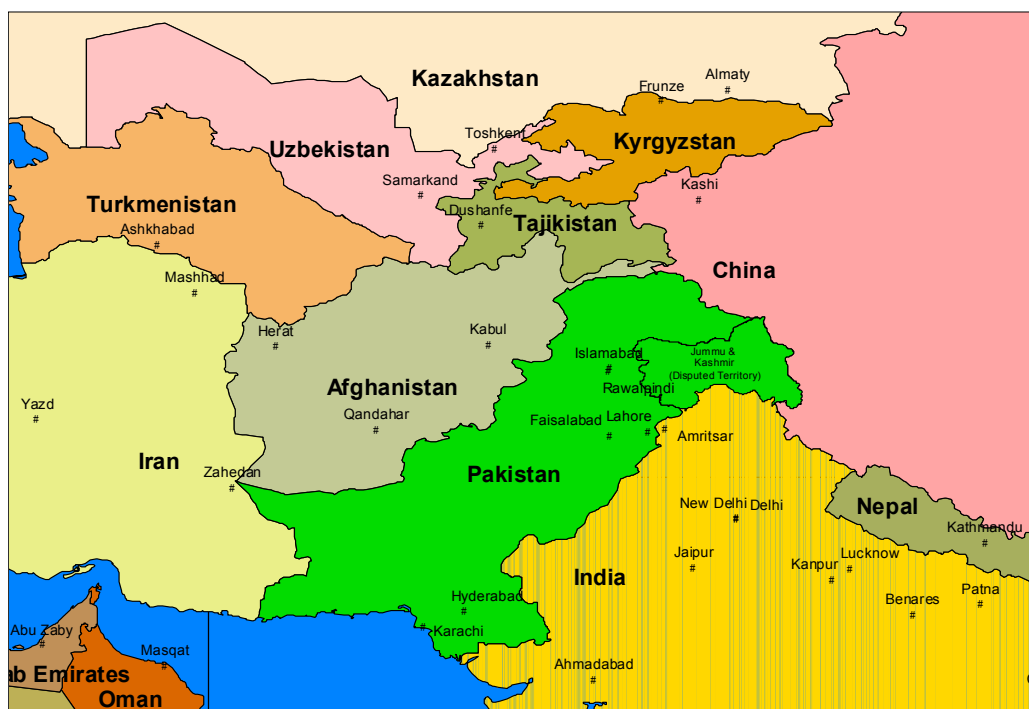 Kazakhstan
Almaty
Frunze
Toshkent
Kyrgyzstan
Uzbekistan
Samarkand
Kashi
Turkmenistan
Dushanfe
Tajikistan
Ashkhabad
Mashhad
China
Herat
Kabul
Islamabad
Jummu &
Kashmir
(Disputed Territory)
Afghanistan
Rawalpindi
Yazd
Qandahar
Faisalabad
Lahore
Amritsar
Iran
Zahedan
Pakistan
New Delhi
Delhi
Nepal
Kathmandu
Jaipur
Kanpur
Lucknow
India
Hyderabad
Benares
Patna
Karachi
Abu Zaby
Masqat
Ahmadabad
ab Emirates
Oman